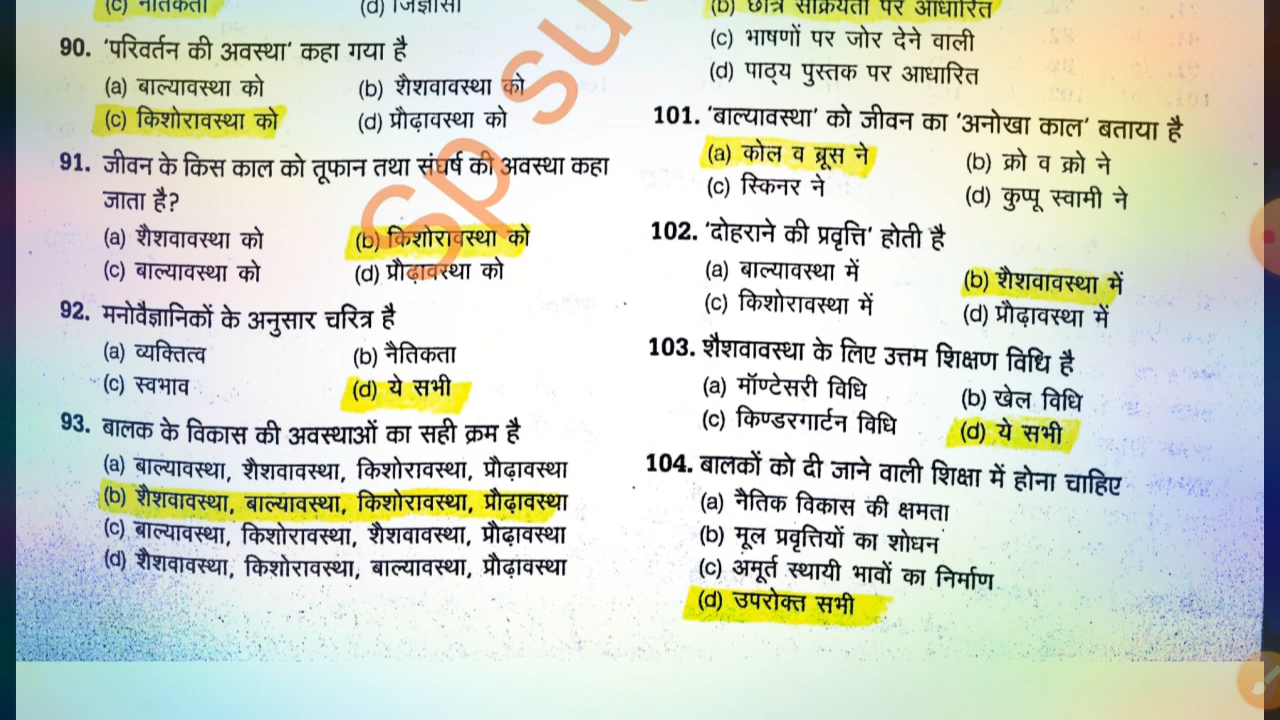 (c) नैतिकता
(d) जिज्ञासा
90. 'परिवर्तन की अवस्था' कहा गया है
(a) बाल्यावस्था को
(b) शैशवावस्था को
(c) किशोरावस्था को
(d) प्रौढ़ावस्था को
91. जीवन के किस काल को तूफान तथा संघर्ष की अवस्था कहा
जाता है?
(a) शैशवावस्था को
(b) किशोरावस्था को
(c) बाल्यावस्था को
(d) प्रौढ़ावस्था को
92. मनोवैज्ञानिकों के अनुसार चरित्र है
(a) व्यक्तित्व
(b) नैतिकता
(c) स्वभाव
(d) ये सभी
93. बालक के विकास की अवस्थाओं का सही क्रम है
(a) बाल्यावस्था, शैशवावस्था, किशोरावस्था, प्रौढ़ावस्था
(b) शैशवावस्था, बाल्यावस्था, किशोरावस्था, प्रौढ़ावस्था
(c) बाल्यावस्था, किशोरावस्था, शैशवावस्था, प्रौढ़ावस्था
(d) शैशवावस्था, किशोरावस्था, बाल्यावस्था, प्रौढ़ावस्था
(b) छात्र सक्रियता पर आधारित
(c) भाषणों पर जोर देने वाली
(d) पाठ्य पुस्तक पर आधारित
101. 'बाल्यावस्था' को जीवन का 'अनोखा काल' बताया है
(a) कोल व ब्रूस ने
(b) क्रो व क्रो ने
(c) स्किनर ने
(d) कुप्पू स्वामी ने
102. 'दोहराने की प्रवृत्ति' होती है
(a) बाल्यावस्था में
(b) शैशवावस्था में
(c) किशोरावस्था में
(d) प्रौढ़ावस्था में
103. शैशवावस्था के लिए उत्तम शिक्षण विधि है
(a) मॉण्टेसरी विधि
(b) खेल विधि
(c) किण्डरगार्टन विधि
(d) ये सभी
104. बालकों को दी जाने वाली शिक्षा में होना चाहिए
(a) नैतिक विकास की क्षमता
(b) मूल प्रवृत्तियों का शोधन
(c) अमूर्त स्थायी भावों का निर्माण
(d) उपरोक्त सभी
Sp su